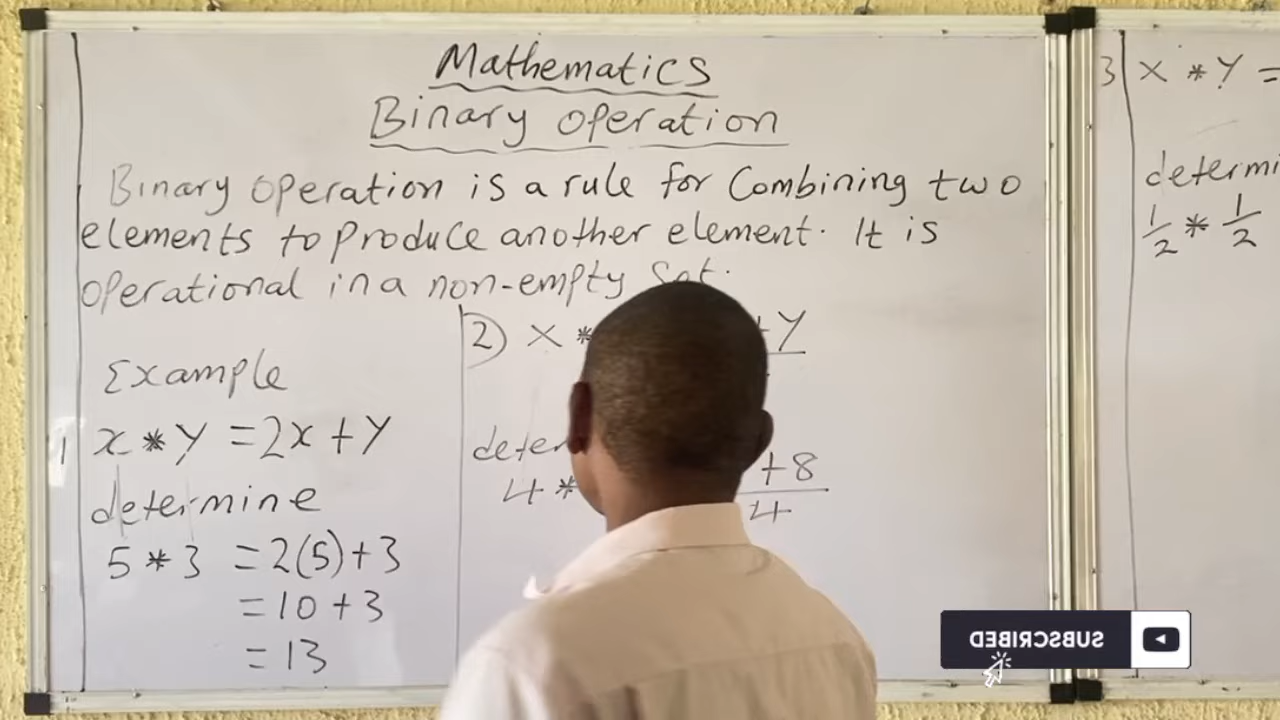 Mathematics
Binary operation
Binary operation is a rule for Combining two
elements to produce another element. It is
operational in a non-empty Set.
Example
1 x * y = 2x + y
determine
5 * 3 = 2(5) + 3
= 10 + 3
= 13
2) x * + y
4 * + 8
4
3 x * y =
1/2 * 1/2
SUBSCRIBED